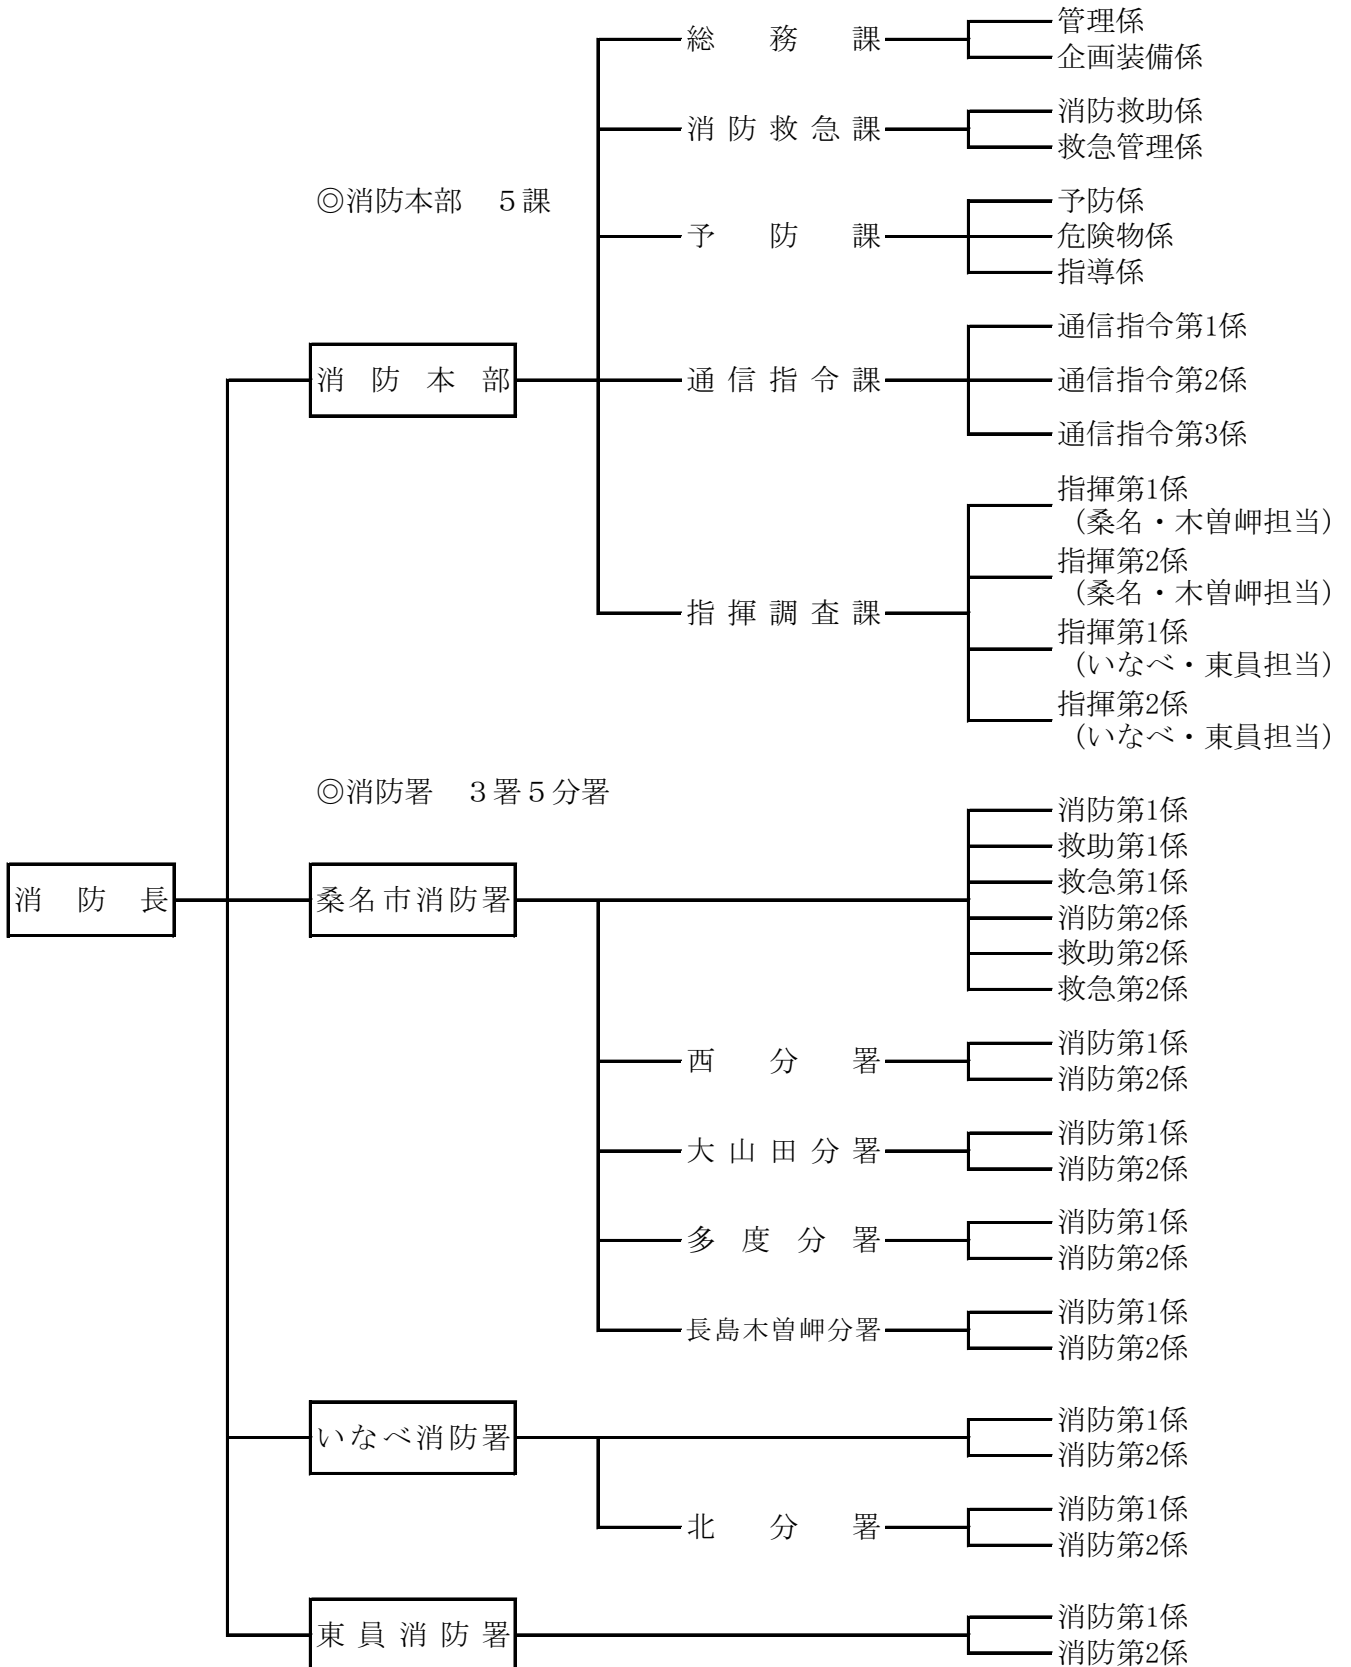 総務課
管理係
企画装備係
消防救急課
消防救助係
救急管理係
◎消防本部　５課
予防課
予防係
危険物係
指導係
消防本部
通信指令課
通信指令第1係
通信指令第2係
通信指令第3係
指揮調査課
指揮第1係
（桑名・木曽岬担当）
指揮第2係
（桑名・木曽岬担当）
指揮第1係
（いなべ・東員担当）
指揮第2係
（いなべ・東員担当）
◎消防署　３署５分署
消防長
桑名市消防署
消防第1係
救助第1係
救急第1係
消防第2係
救助第2係
救急第2係
西分署
消防第1係
消防第2係
大山田分署
消防第1係
消防第2係
多度分署
消防第1係
消防第2係
長島木曽岬分署
消防第1係
消防第2係
いなべ消防署
消防第1係
消防第2係
北分署
消防第1係
消防第2係
東員消防署
消防第1係
消防第2係